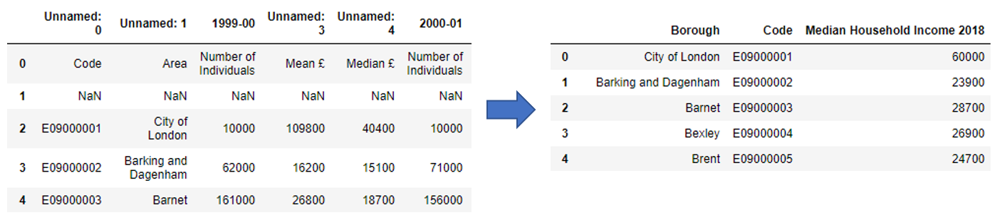 Unnamed: 0 Unnamed: 1 1999-00 Unnamed: 3 Unnamed: 4 2000-01
0 Code Area Number of Individuals Mean £ Median £ Number of Individuals
1 NaN NaN NaN NaN NaN NaN
2 E09000001 City of London 10000 109800 40400 10000
3 E09000002 Barking and Dagenham 62000 16200 15100 71000
4 E09000003 Barnet 161000 26800 18700 156000
Borough Code Median Household Income 2018
0 City of London E09000001 60000
1 Barking and Dagenham E09000002 23900
2 Barnet E09000003 28700
3 Bexley E09000004 26900
4 Brent E09000005 24700